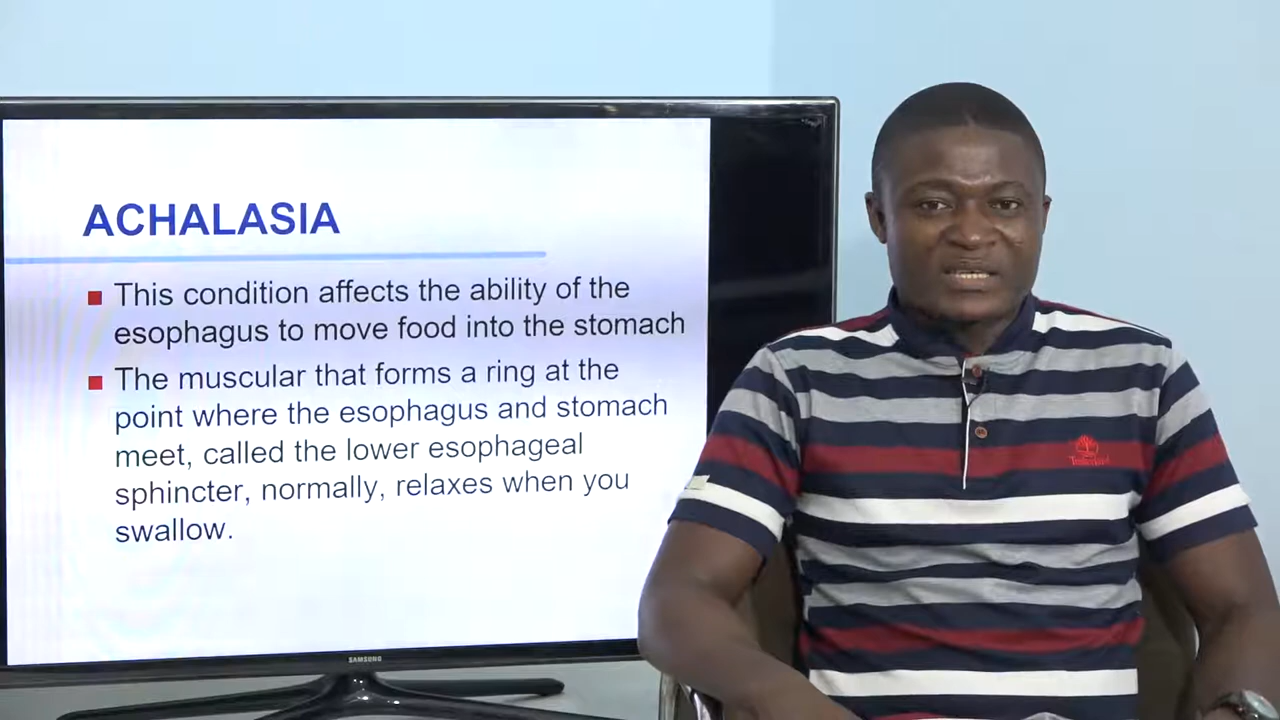 ACHALASIA
This condition affects the ability of the
esophagus to move food into the stomach
The muscular that forms a ring at the
point where the esophagus and stomach
meet, called the lower esophageal
sphincter, normally, relaxes when you
swallow.
SAMSUNG